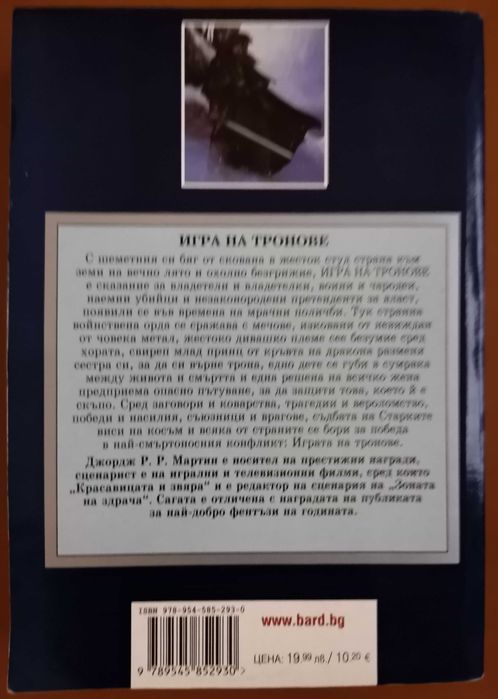 ИГРА НА ТРОНОВЕ
С шеметния си бяг от скована в жесток студ страна към
земи на вечно лято и охолно безгрижие, ИГРА НА ТРОНОВЕ
е сказание за владетели и владетелки, воини и чародеи,
наемни убийци и незаконородени претенденти за власт,
появили се във времена на мрачни поличби. Тук странна
войнствена орда се сражава с мечове, изковани от невиждан
от човека метал, жестоко дивашко племе сее безумие сред
хората, свиреп млад принц от кръвта на дракона разменя
сестра си, за да си върне трона, едно дете се губи в сумрака
между живота и смъртта и една решена на всичко жена
предприема опасно пътуване, за да защити това, което ѝ е
скъпо. Сред заговори и коварства, трагедии и вероломство,
победи и насилия, съюзници и врагове, съдбата на Старките
виси на косъм и всяка от страните се бори за победа
в най-смъртоносния конфликт: Играта на тронове.
Джордж Р. Р. Мартин е носител на престижни награди,
сценарист е на игрални и телевизионни филми, сред които
„Красавицата и звяра“ и е редактор на сценария на „Зоната
на здрача“. Сагата е отличена с наградата на публиката
за най-добро фентъзи на годината.
ISBN 978-954-585-293-0
9 789545 852930
www.bard.bg
ЦЕНА: 19.99 лв./ 10.20 €